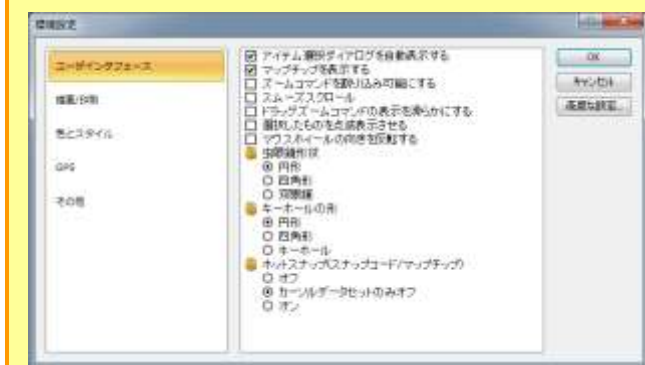 環境設定
ユーザインタフェース
描画/印刷
色とスタイル
GPS
その他
アイテム選択ダイアログを自動表示する
マップチップを表示する
ズームコマンドを割り込み可能にする
スムーズスクロール
ドラッグズームコマンドの表示を滑らかにする
選択したものを点滅表示させる
マウスホイールの向きを反転する
虫眼鏡形状
円形
四角形
双眼鏡
キーホールの形
円形
四角形
キーホール
ホットスナップ(スナップコード/マップチップ)
オフ
カーソルデータセットのみオフ
オン
OK
キャンセル
高度な設定...